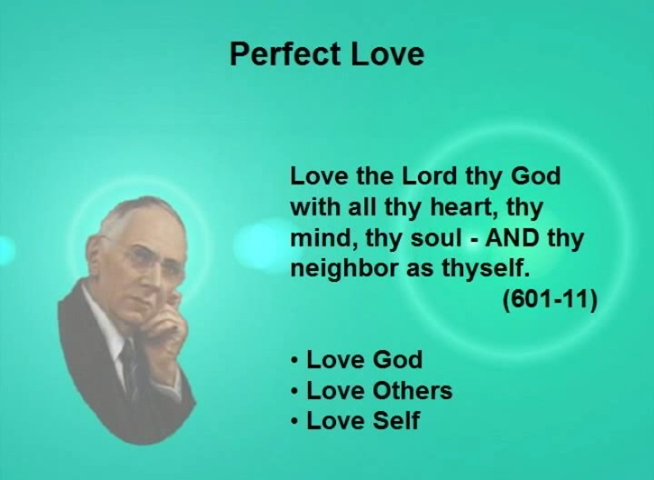 Perfect Love
Love the Lord thy God
with all thy heart, thy
mind, thy soul - AND thy
neighbor as thyself.
(601-11)
• Love God
• Love Others
• Love Self